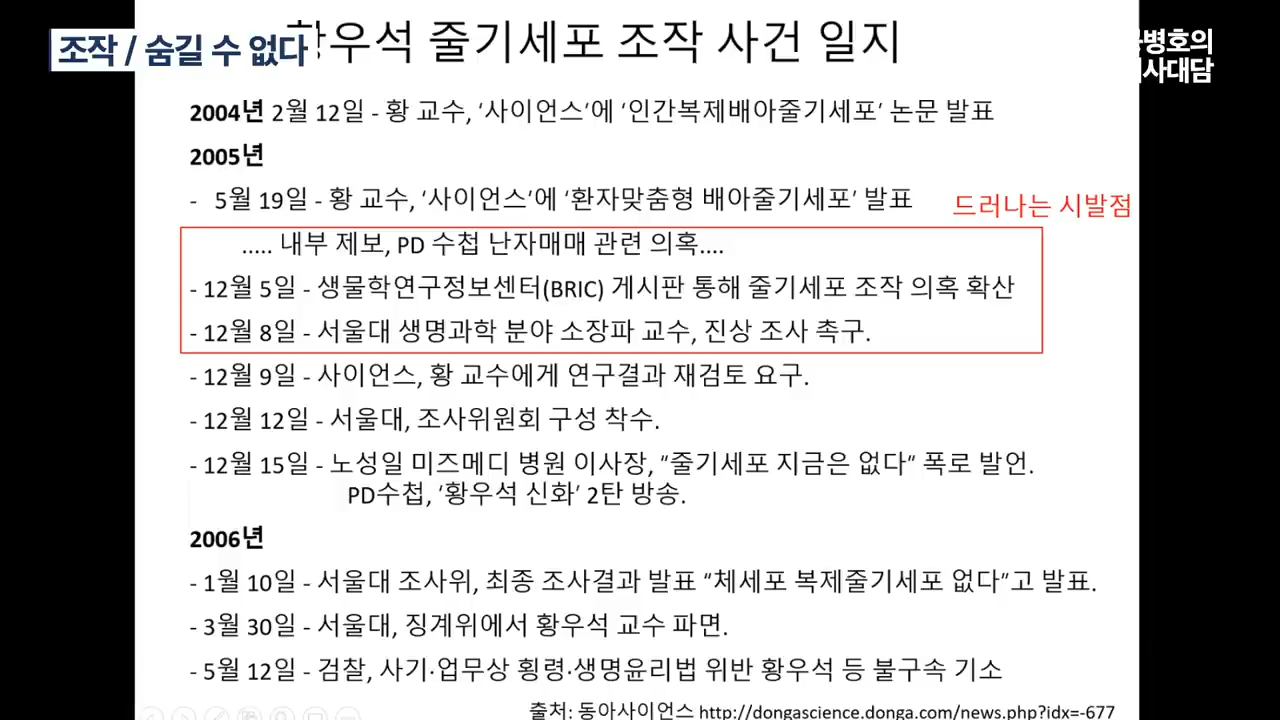 조작 / 숨길 수 없다
황우석 줄기세포 조작 사건 일지
병호의
사대담
2004년 2월 12일 - 황 교수, ‘사이언스’에 ‘인간복제배아줄기세포’ 논문 발표
2005년
- 5월 19일 - 황 교수, ‘사이언스’에 ‘환자맞춤형 배아줄기세포’ 발표
드러나는 시발점
..... 내부 제보, PD 수첩 난자매매 관련 의혹....
- 12월 5일 - 생물학연구정보센터(BRIC) 게시판 통해 줄기세포 조작 의혹 확산
- 12월 8일 - 서울대 생명과학 분야 소장파 교수, 진상 조사 촉구.
- 12월 9일 - 사이언스, 황 교수에게 연구결과 재검토 요구.
- 12월 12일 - 서울대, 조사위원회 구성 착수.
- 12월 15일 - 노성일 미즈메디 병원 이사장, “줄기세포 지금은 없다” 폭로 발언.
PD수첩, ‘황우석 신화’ 2탄 방송.
2006년
- 1월 10일 - 서울대 조사위, 최종 조사결과 발표 “체세포 복제줄기세포 없다”고 발표.
- 3월 30일 - 서울대, 징계위에서 황우석 교수 파면.
- 5월 12일 - 검찰, 사기·업무상 횡령·생명윤리법 위반 황우석 등 불구속 기소
출처: 동아사이언스 http://dongascience.donga.com/news.php?idx=-677